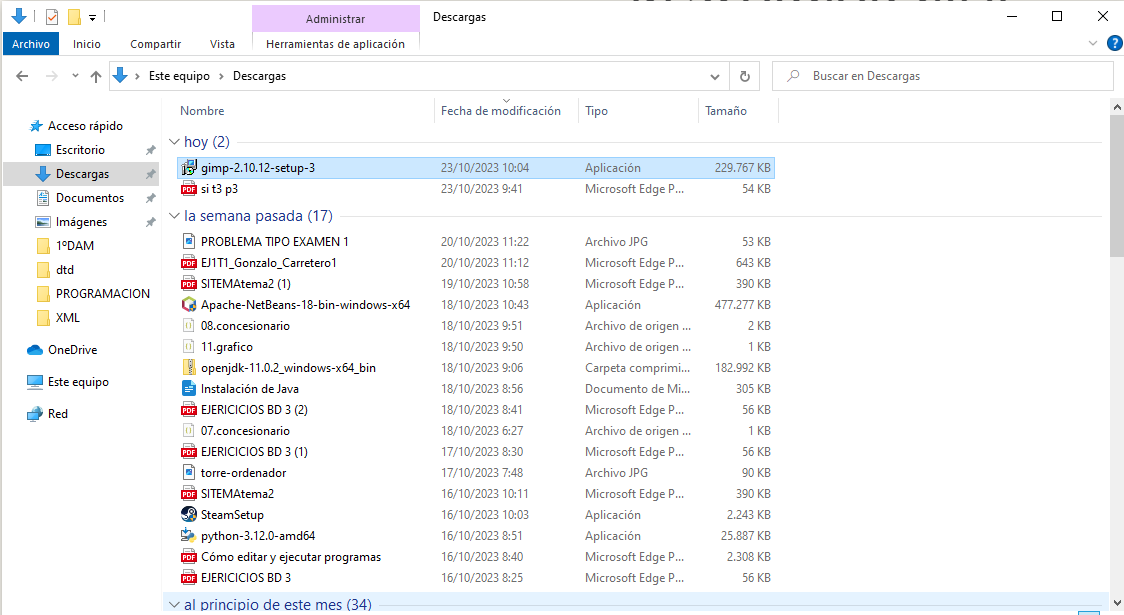 Administrar
Descargas
Archivo
Inicio
Compartir
Vista
Herramientas de aplicación
Este equipo
Descargas
Buscar en Descargas
Acceso rápido
Escritorio
Descargas
Documentos
Imágenes
1ºDAM
dtd
PROGRAMACION
XML
OneDrive
Este equipo
Red
Nombre Fecha de modificación Tipo Tamaño
hoy (2)
gimp-2.10.12-setup-3 23/10/2023 10:04 Aplicación 229.767 KB
si t3 p3 23/10/2023 9:41 Microsoft Edge P... 54 KB
la semana pasada (17)
PROBLEMA TIPO EXAMEN 1 20/10/2023 11:22 Archivo JPG 53 KB
EJ1T1_Gonzalo_Carretero1 20/10/2023 11:12 Microsoft Edge P... 643 KB
SITEMAtema2 (1) 19/10/2023 10:58 Microsoft Edge P... 390 KB
Apache-NetBeans-18-bin-windows-x64 18/10/2023 10:43 Aplicación 477.277 KB
08.concesionario 18/10/2023 9:51 Archivo de origen ... 2 KB
11.grafico 18/10/2023 9:50 Archivo de origen ... 1 KB
openjdk-11.0.2_windows-x64_bin 18/10/2023 9:06 Carpeta comprimi... 182.992 KB
Instalación de Java 18/10/2023 8:56 Documento de Mi... 305 KB
EJERICICIOS BD 3 (2) 18/10/2023 8:41 Microsoft Edge P... 56 KB
07.concesionario 18/10/2023 6:27 Archivo de origen ... 1 KB
EJERICICIOS BD 3 (1) 17/10/2023 8:30 Microsoft Edge P... 56 KB
torre-ordenador 17/10/2023 7:48 Archivo JPG 90 KB
SITEMAtema2 16/10/2023 10:11 Microsoft Edge P... 390 KB
SteamSetup 16/10/2023 10:03 Aplicación 2.243 KB
python-3.12.0-amd64 16/10/2023 8:51 Aplicación 25.887 KB
Cómo editar y ejecutar programas 16/10/2023 8:40 Microsoft Edge P... 2.308 KB
EJERICICIOS BD 3 16/10/2023 8:25 Microsoft Edge P... 56 KB
al principio de este mes (34)